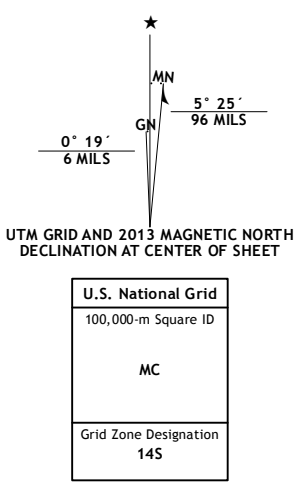 ★
MN
5° 25´
96 MILS
GN
0° 19´
6 MILS
UTM GRID AND 2013 MAGNETIC NORTH
DECLINATION AT CENTER OF SHEET
U.S. National Grid
100,000-m Square ID
MC
Grid Zone Designation
14S